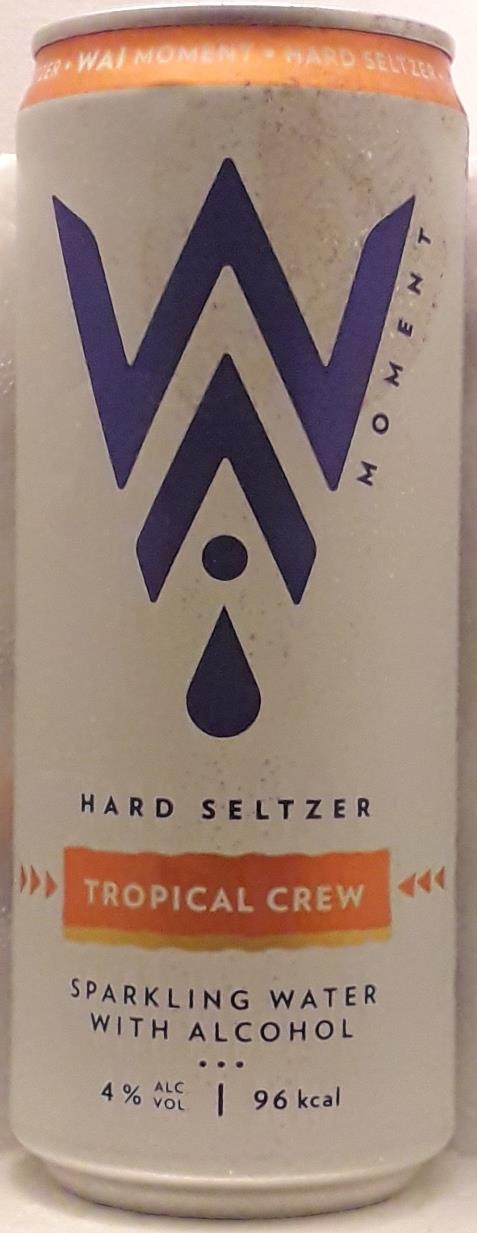 ZER • WAI MOMENT • HARD SELTZER •
WAI
MOMENT
HARD SELTZER
TROPICAL CREW
SPARKLING WATER
WITH ALCOHOL
• • •
4 % ALC VOL | 96 kcal